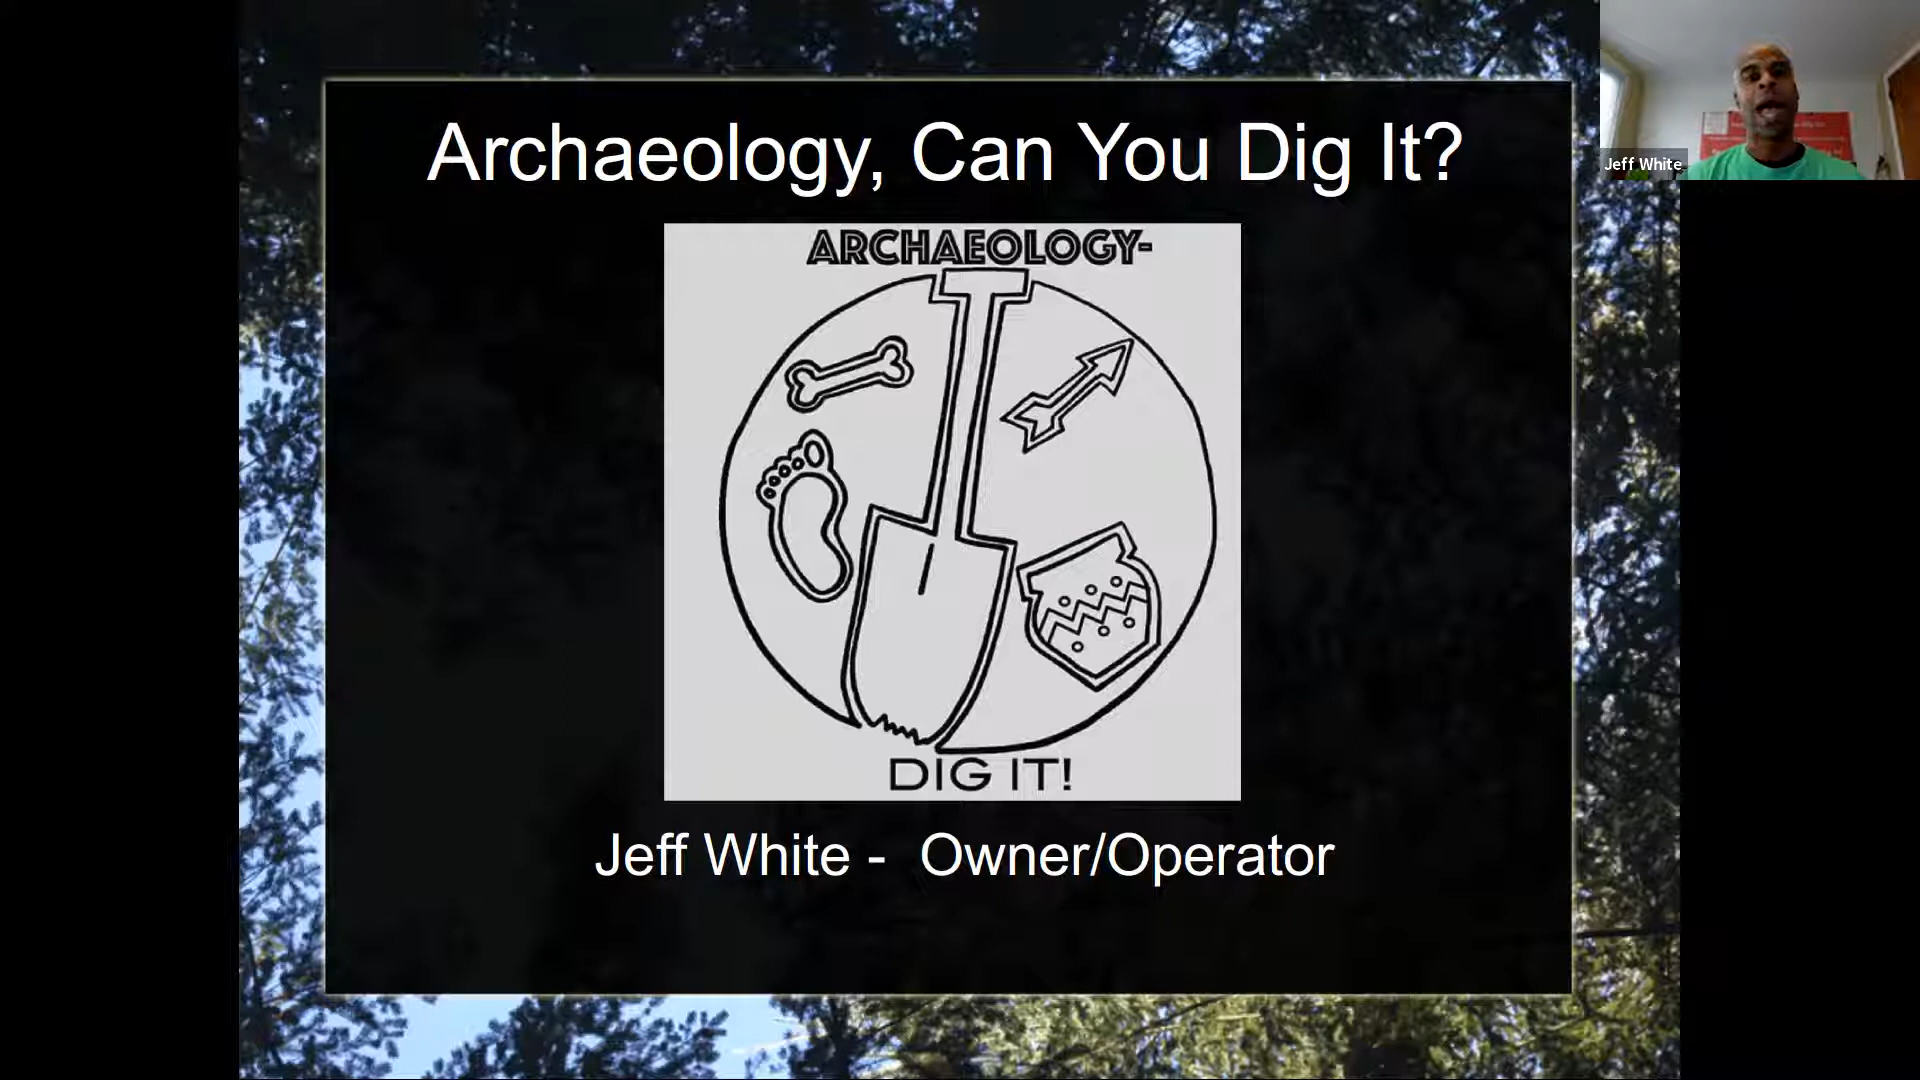 Archaeology, Can You Dig It?
ARCHAEOLOGY-
DIG IT!
Jeff White -  Owner/Operator
Jeff White